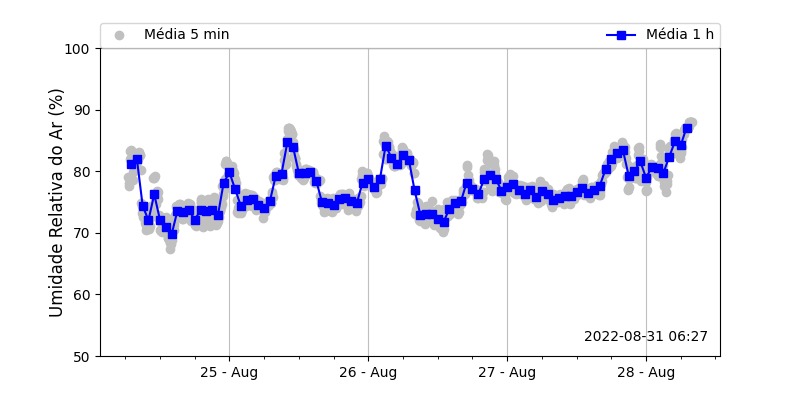 Média 5 min
Média 1 h
Umidade Relativa do Ar (%)
100
90
80
70
60
50
2022-08-31 06:27
25 - Aug
26 - Aug
27 - Aug
28 - Aug